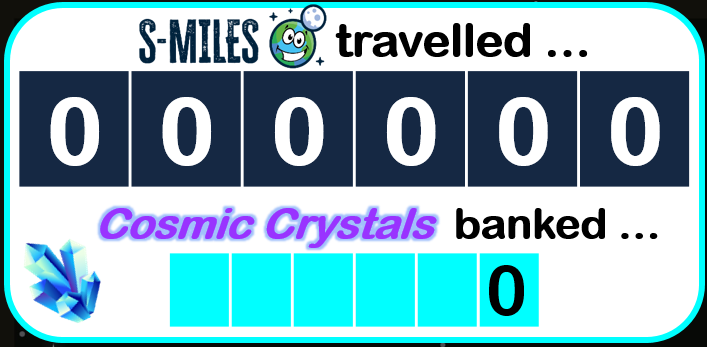 S-MILES travelled ...
0 0 0 0 0 0
Cosmic Crystals banked ...
0